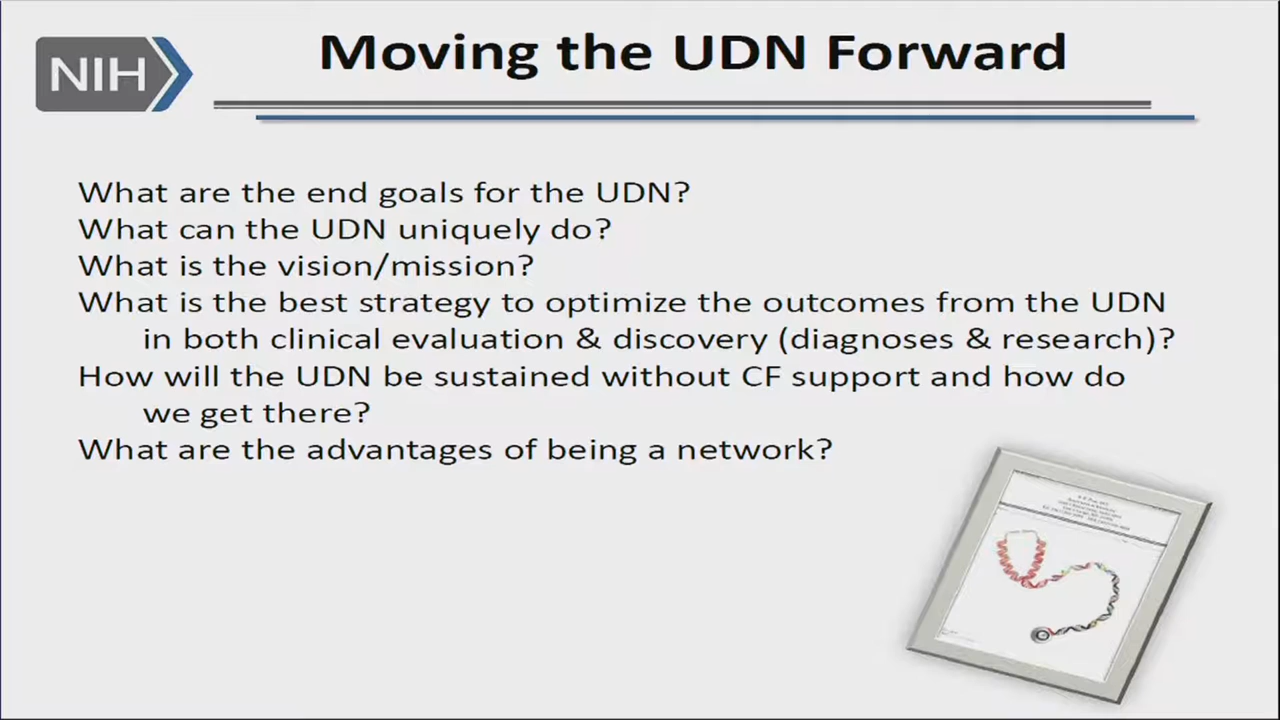 NIH
Moving the UDN Forward
What are the end goals for the UDN?
What can the UDN uniquely do?
What is the vision/mission?
What is the best strategy to optimize the outcomes from the UDN
in both clinical evaluation & discovery (diagnoses & research)?
How will the UDN be sustained without CF support and how do
we get there?
What are the advantages of being a network?